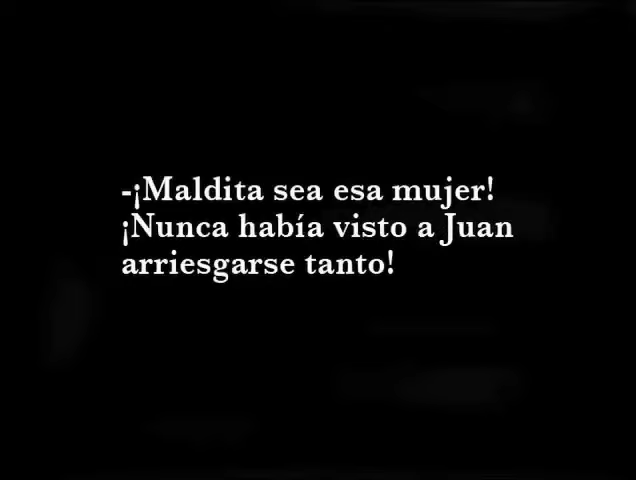 -¡Maldita sea esa mujer!
¡Nunca había visto a Juan
arriesgarse tanto!